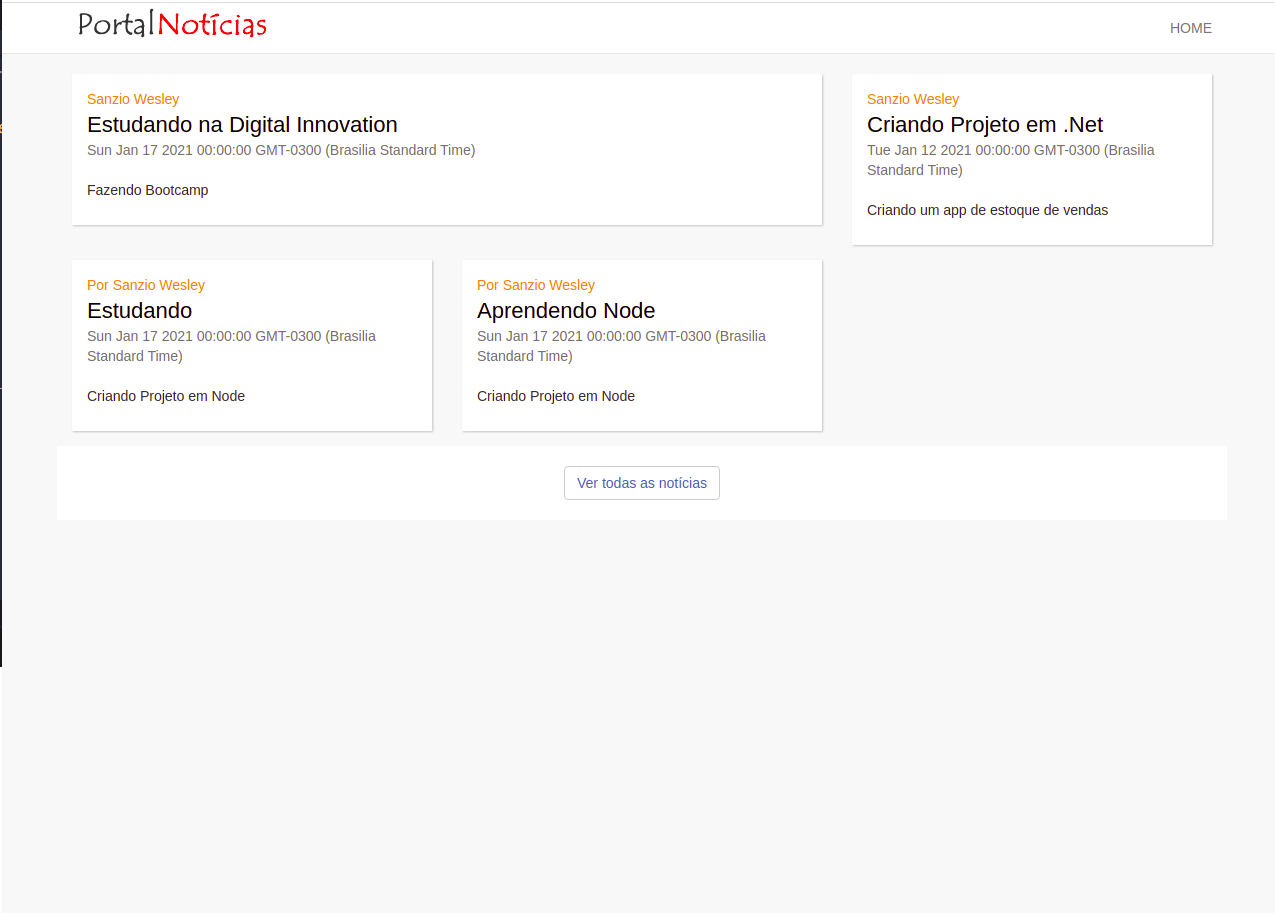 PortalNotícias
HOME
Sanzio Wesley
Estudando na Digital Innovation
Sun Jan 17 2021 00:00:00 GMT-0300 (Brasilia Standard Time)
Fazendo Bootcamp
Sanzio Wesley
Criando Projeto em .Net
Tue Jan 12 2021 00:00:00 GMT-0300 (Brasilia
Standard Time)
Criando um app de estoque de vendas
Por Sanzio Wesley
Estudando
Sun Jan 17 2021 00:00:00 GMT-0300 (Brasilia
Standard Time)
Criando Projeto em Node
Por Sanzio Wesley
Aprendendo Node
Sun Jan 17 2021 00:00:00 GMT-0300 (Brasilia
Standard Time)
Criando Projeto em Node
Ver todas as notícias